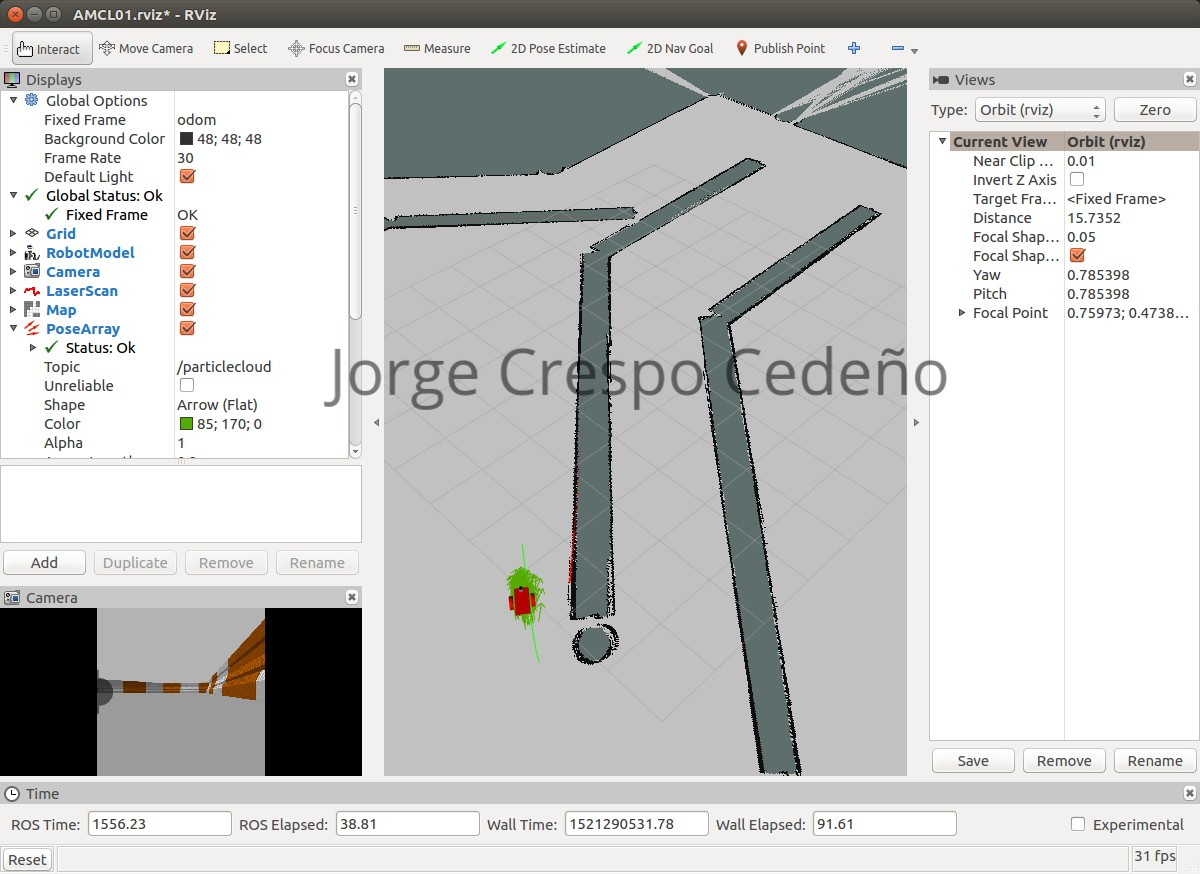 AMCL01.rviz* - RViz
Interact
Move Camera
Select
Focus Camera
Measure
2D Pose Estimate
2D Nav Goal
Publish Point
Displays
Global Options
Fixed Frame
odom
Background Color
48; 48; 48
Frame Rate
30
Default Light
Global Status: Ok
Fixed Frame
OK
Grid
RobotModel
Camera
LaserScan
Map
PoseArray
Status: Ok
Topic
/particlecloud
Unreliable
Shape
Arrow (Flat)
Color
85; 170; 0
Alpha
1
Add
Duplicate
Remove
Rename
Camera
Jorge Crespo Cedeño
Views
Type:
Orbit (rviz)
Zero
Current View
Orbit (rviz)
Near Clip ...
0.01
Invert Z Axis
Target Fra...
<Fixed Frame>
Distance
15.7352
Focal Shap...
0.05
Focal Shap...
Yaw
0.785398
Pitch
0.785398
Focal Point
0.75973; 0.4738...
Save
Remove
Rename
Time
ROS Time:
1556.23
ROS Elapsed:
38.81
Wall Time:
1521290531.78
Wall Elapsed:
91.61
Experimental
Reset
31 fps